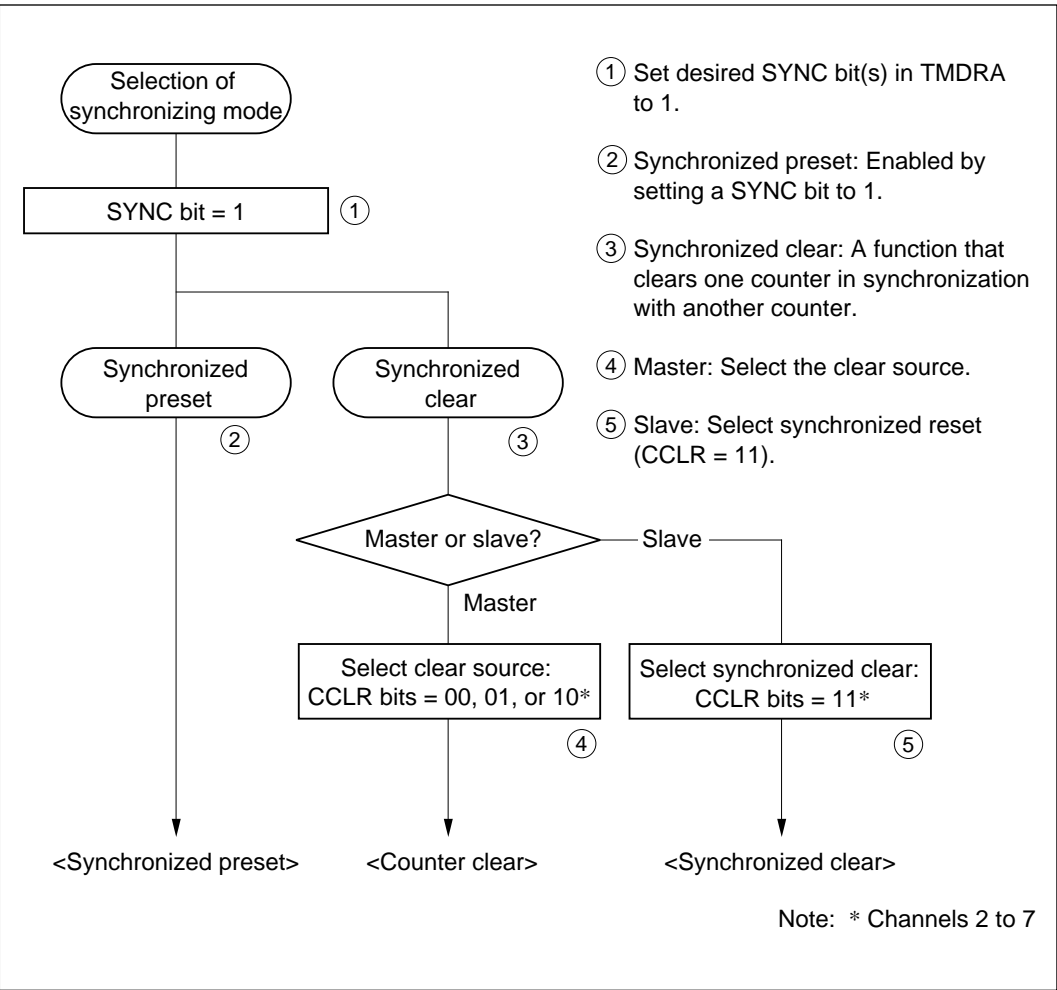 Selection of
synchronizing mode
SYNC bit = 1
①
Synchronized
preset
②
Synchronized
clear
③
Master or slave?
Slave
Master
Select clear source:
CCLR bits = 00, 01, or 10*
④
Select synchronized clear:
CCLR bits = 11*
⑤
<Synchronized preset>
<Counter clear>
<Synchronized clear>
① Set desired SYNC bit(s) in TMDRA
to 1.
② Synchronized preset: Enabled by
setting a SYNC bit to 1.
③ Synchronized clear: A function that
clears one counter in synchronization
with another counter.
④ Master: Select the clear source.
⑤ Slave: Select synchronized reset
(CCLR = 11).
Note: * Channels 2 to 7